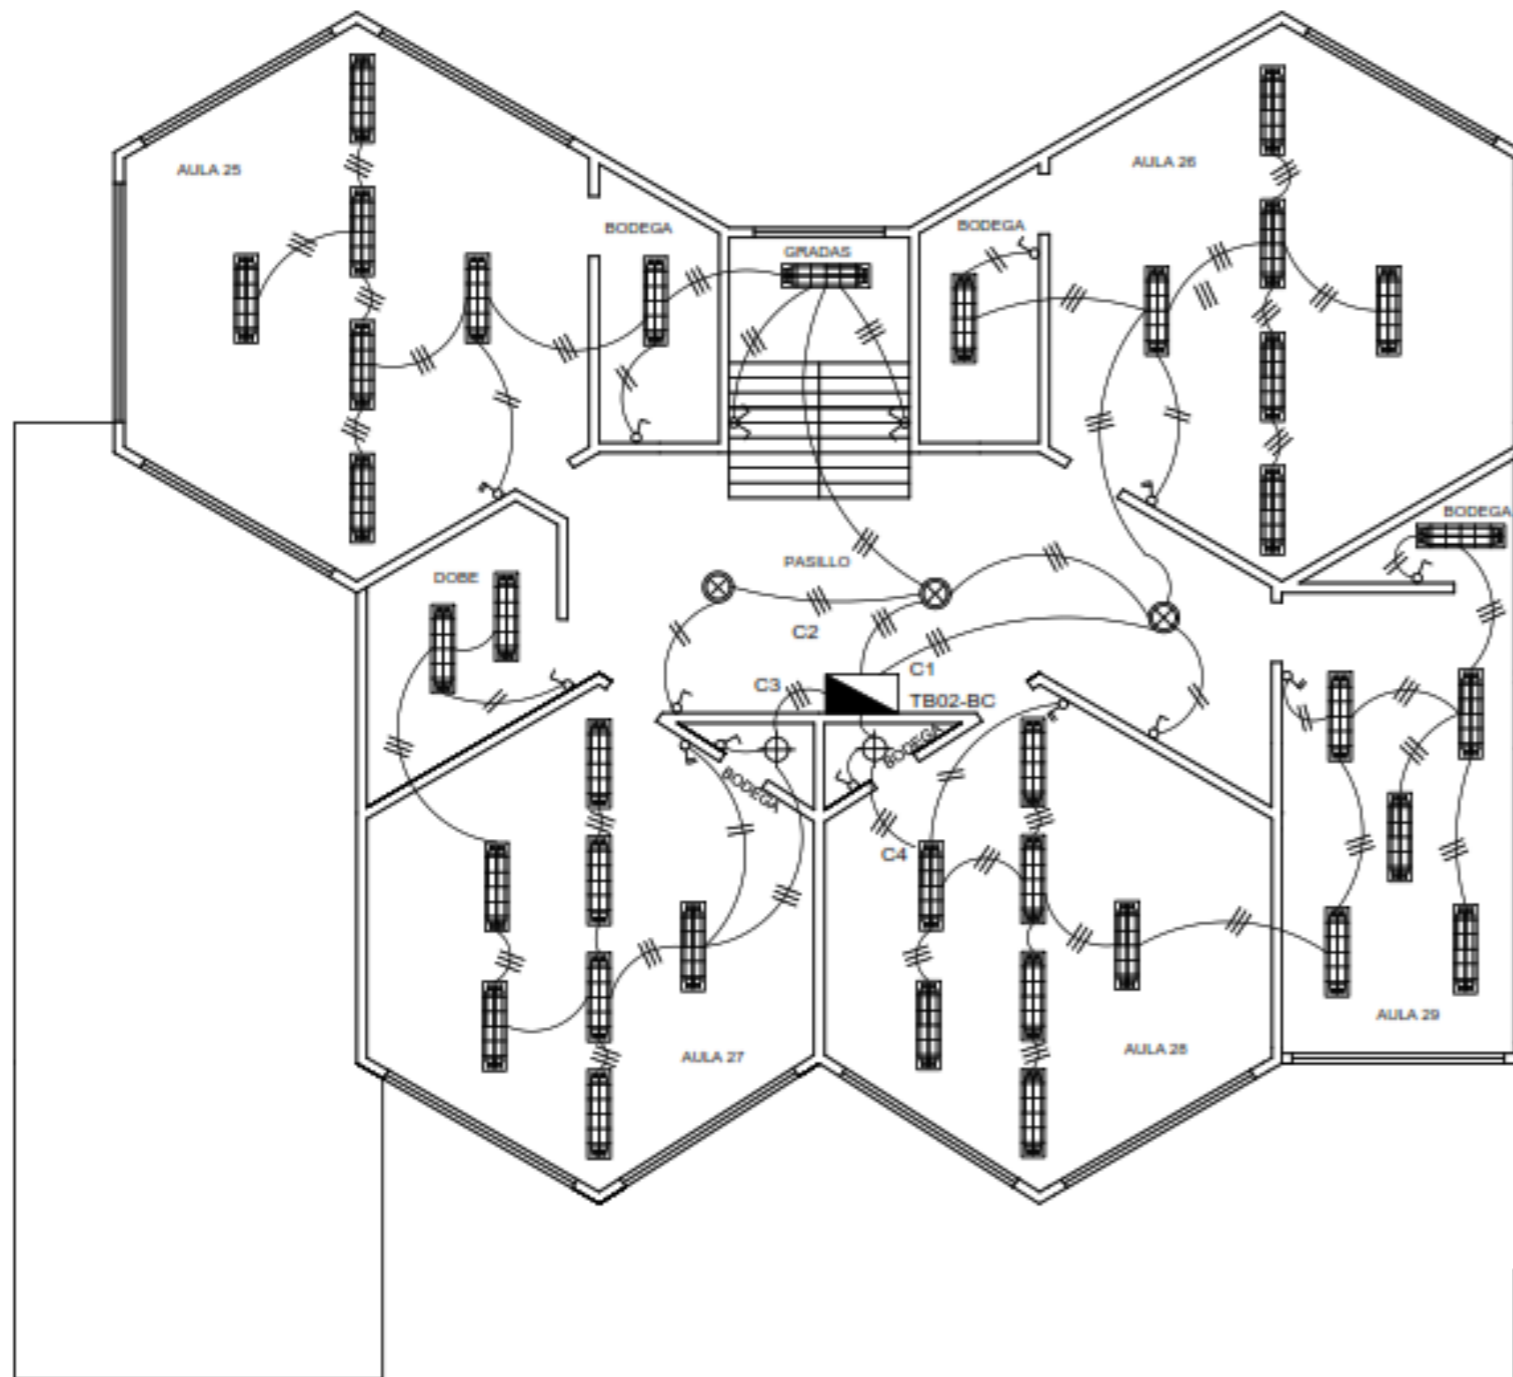 AULA 25
AULA 26
BODEGA
BODEGA
GRADAS
BODEGA
PASILLO
DOBE
C2
C1
C3
TB02-BC
BODEGA
BODEGA
C4
AULA 29
AULA 27
AULA 28